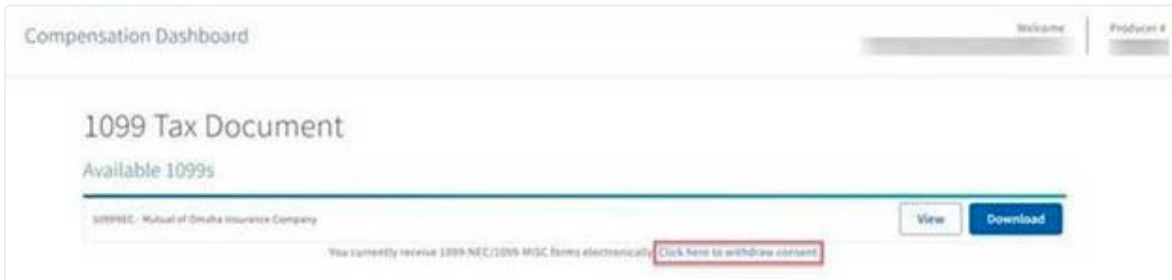 Compensation Dashboard
Welcome
Producer #
1099 Tax Document
Available 1099s
1099NEC - Mutual of Omaha Insurance Company
View
Download
You currently receive 1099-NEC/1099-MISC forms electronically. Click here to withdraw consent.